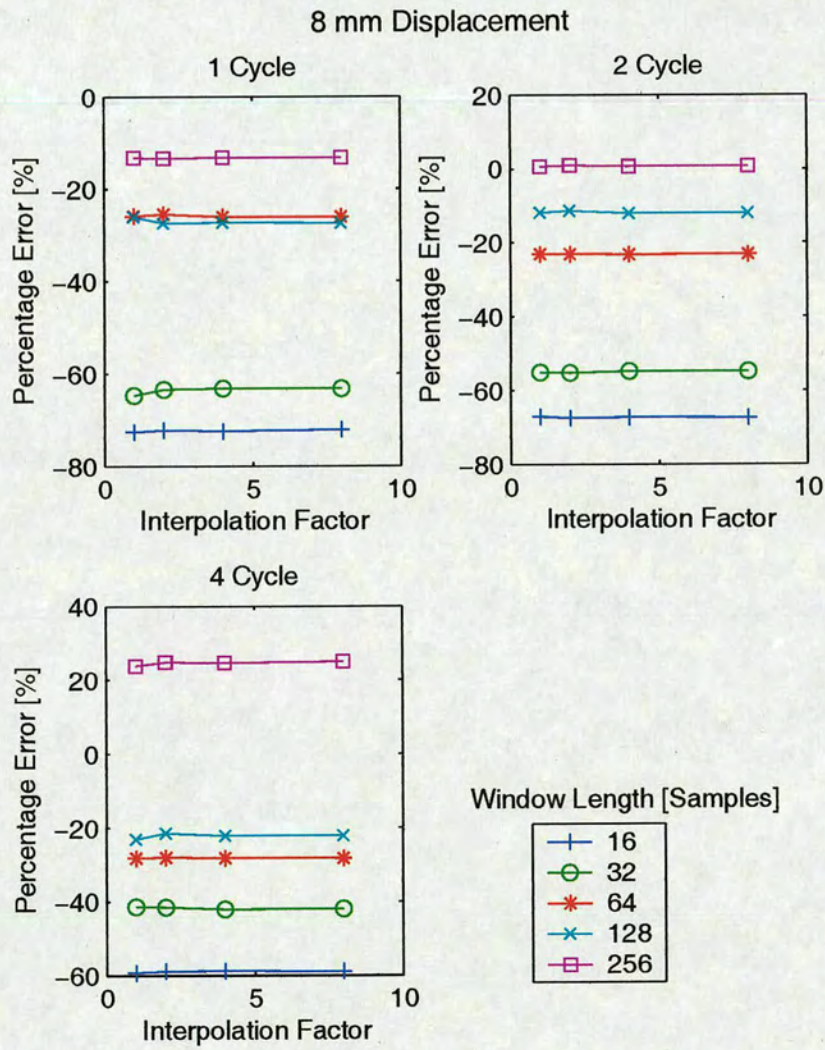 8 mm Displacement
1 Cycle
0
−20
−40
−60
−80
0
5
10
Percentage Error [%]
Interpolation Factor
2 Cycle
20
0
−20
−40
−60
−80
0
5
10
Percentage Error [%]
Interpolation Factor
4 Cycle
40
20
0
−20
−40
−60
0
5
10
Percentage Error [%]
Interpolation Factor
Window Length [Samples]
16
32
64
128
256